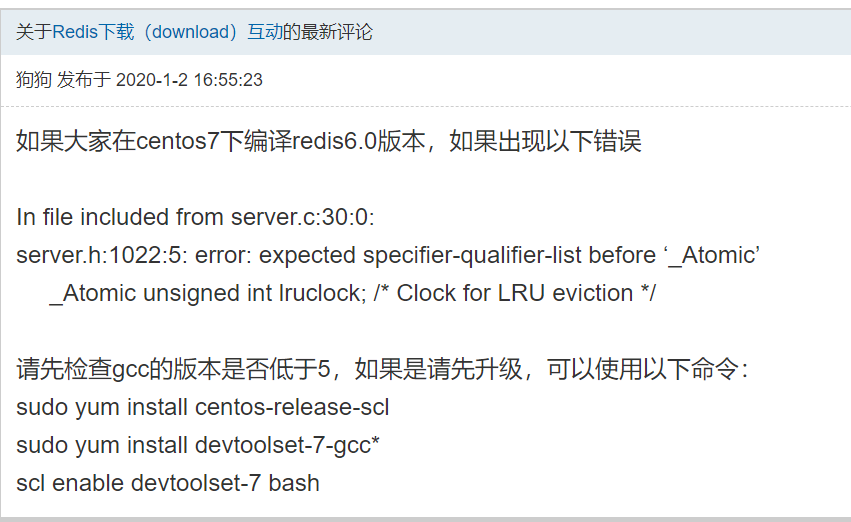 关于Redis下载（download）互动的最新评论
狗狗 发布于 2020-1-2 16:55:23
如果大家在centos7下编译redis6.0版本，如果出现以下错误
In file included from server.c:30:0:
server.h:1022:5: error: expected specifier-qualifier-list before ‘_Atomic’
_Atomic unsigned int lruclock; /* Clock for LRU eviction */
请先检查gcc的版本是否低于5，如果是请先升级，可以使用以下命令：
sudo yum install centos-release-scl
sudo yum install devtoolset-7-gcc*
scl enable devtoolset-7 bash